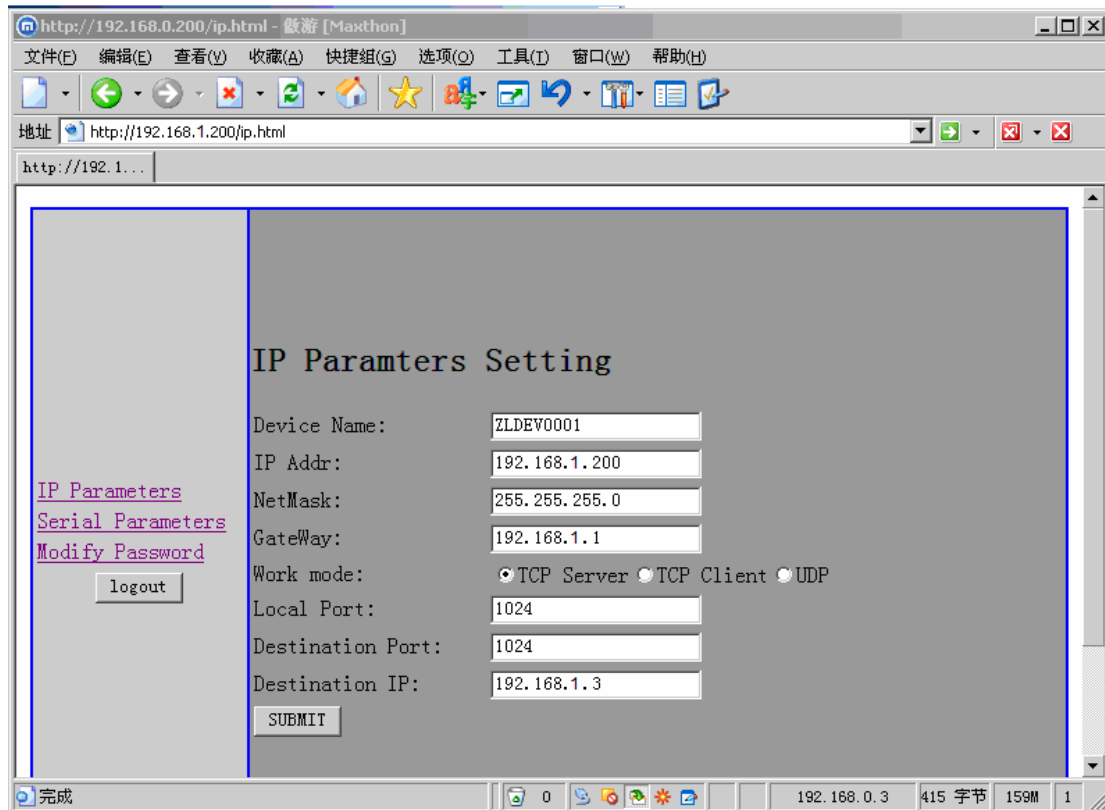 http://192.168.0.200/ip.html - 傲游 [Maxthon]
文件(F) 编辑(E) 查看(V) 收藏(A) 快捷组(G) 选项(O) 工具(T) 窗口(W) 帮助(H)
地址 http://192.168.1.200/ip.html
http://192.1...
IP Paramters Setting
Device Name: ZLDEV0001
IP Addr: 192.168.1.200
NetMask: 255.255.255.0
GateWay: 192.168.1.1
Work mode: TCP Server TCP Client UDP
Local Port: 1024
Destination Port: 1024
Destination IP: 192.168.1.3
SUBMIT
IP Parameters
Serial Parameters
Modify Password
logout
完成 0 192.168.0.3 415 字节 159M 1